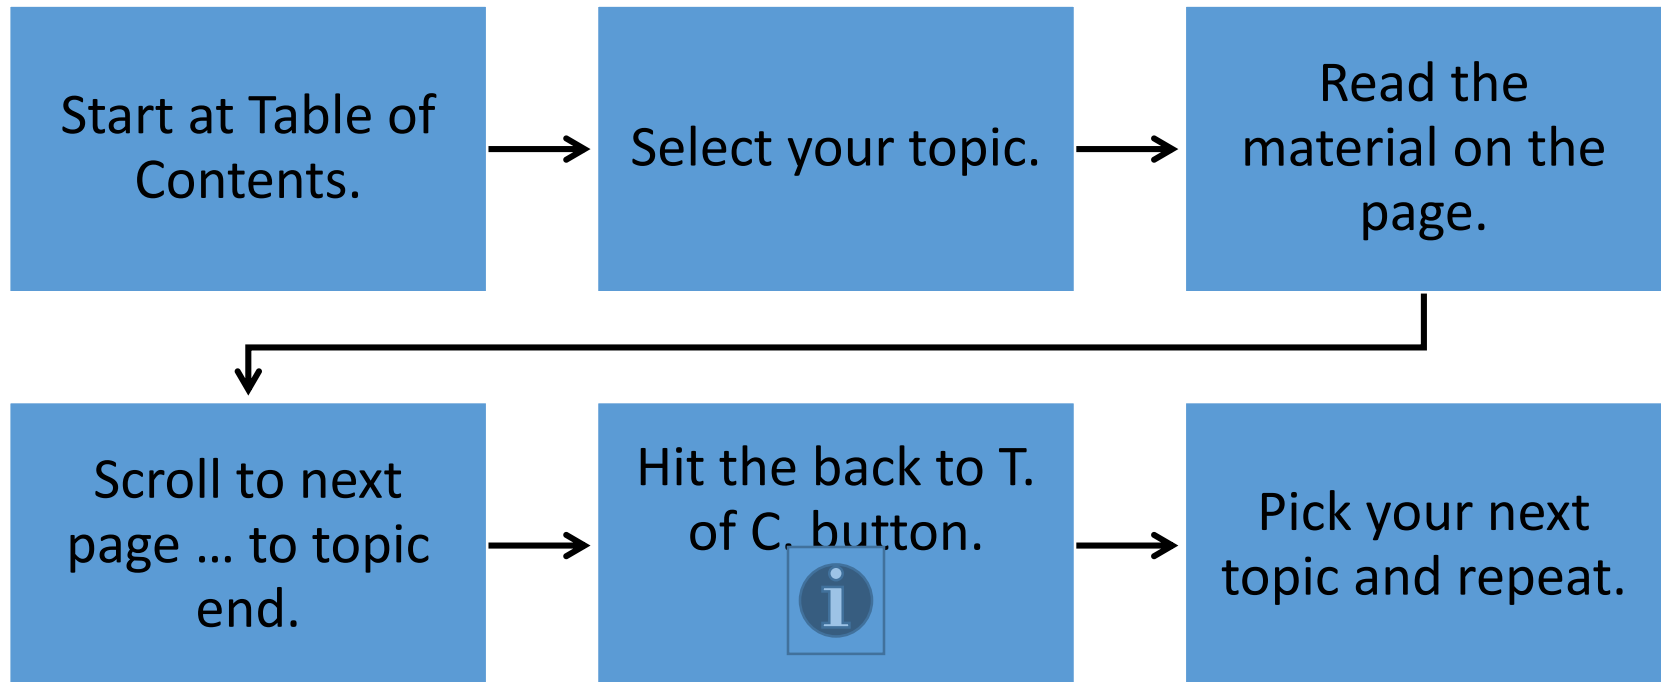 Start at Table of
Contents.
Select your topic.
Read the
material on the
page.
Scroll to next
page ... to topic
end.
Hit the back to T.
of C. button.
Pick your next
topic and repeat.